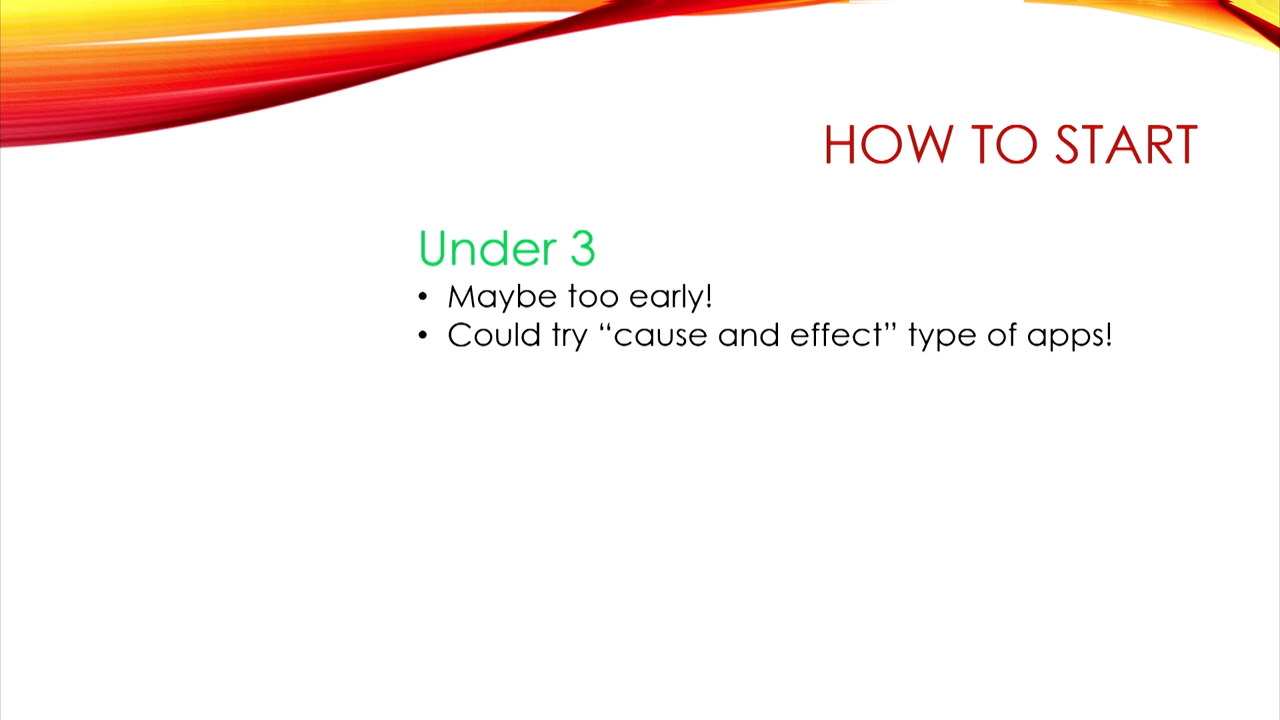 HOW TO START
Under 3
• Maybe too early!
• Could try “cause and effect” type of apps!